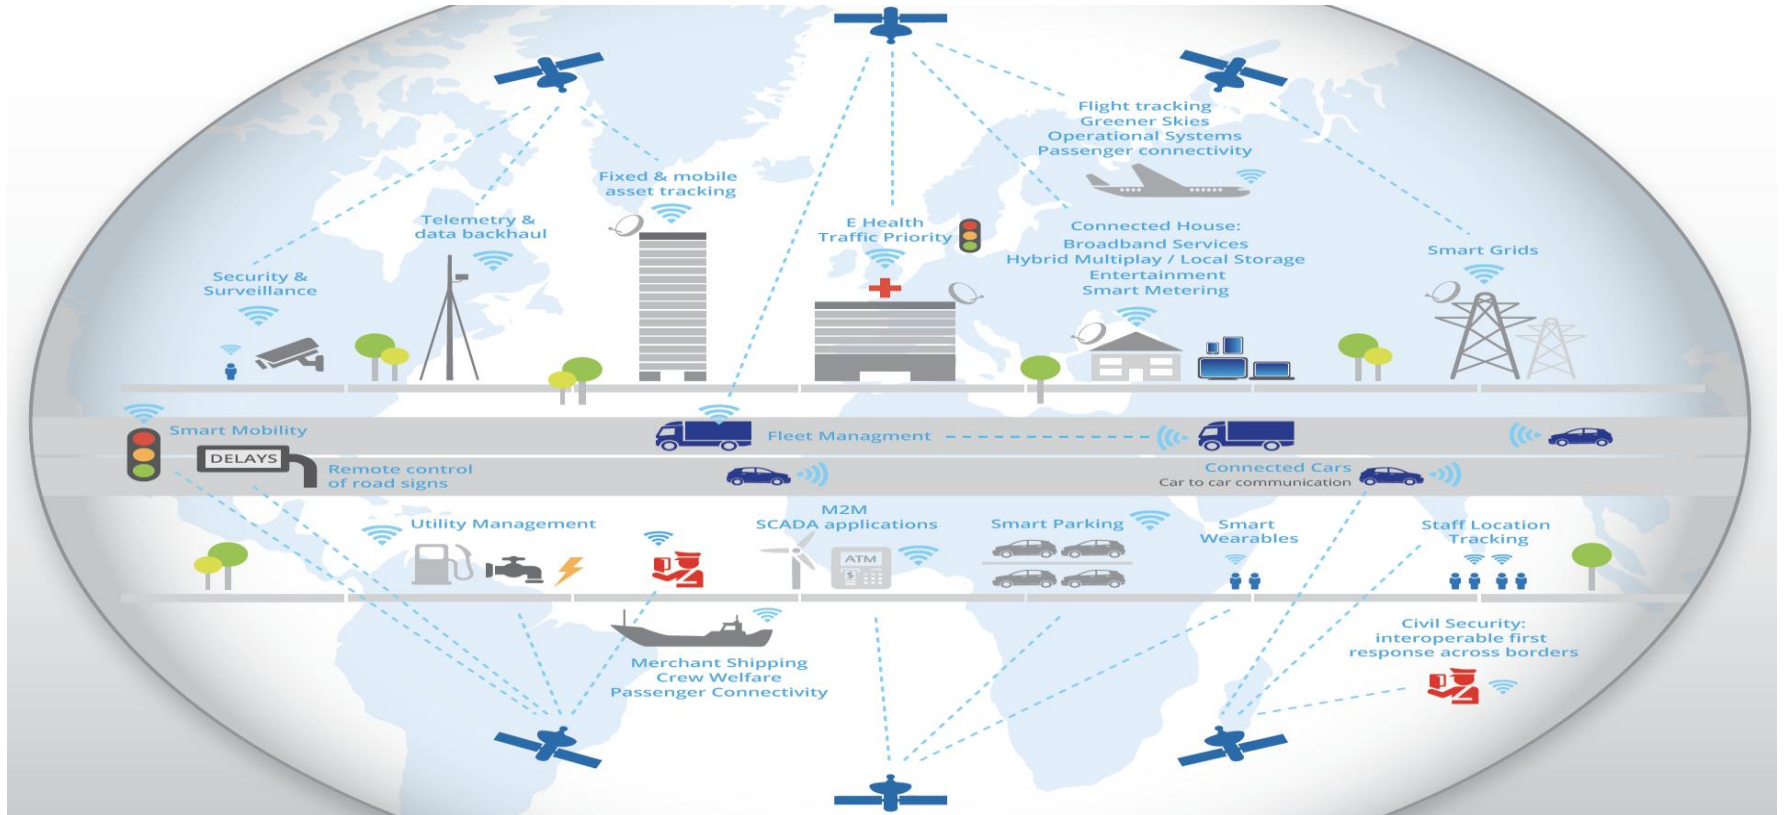 Flight tracking
Greener Skies
Operational Systems
Passenger connectivity
Fixed & mobile
asset tracking
Telemetry &
data backhaul
E Health
Traffic Priority
Connected House:
Broadband Services
Hybrid Multiplay / Local Storage
Entertainment
Smart Metering
Smart Grids
Security &
Surveillance
Smart Mobility
DELAYS
Remote control
of road signs
Fleet Managment
Connected Cars
Car to car communication
Utility Management
M2M
SCADA applications
ATM
$
Smart Parking
Smart
Wearables
Staff Location
Tracking
Merchant Shipping
Crew Welfare
Passenger Connectivity
Civil Security:
interoperable first
response across borders